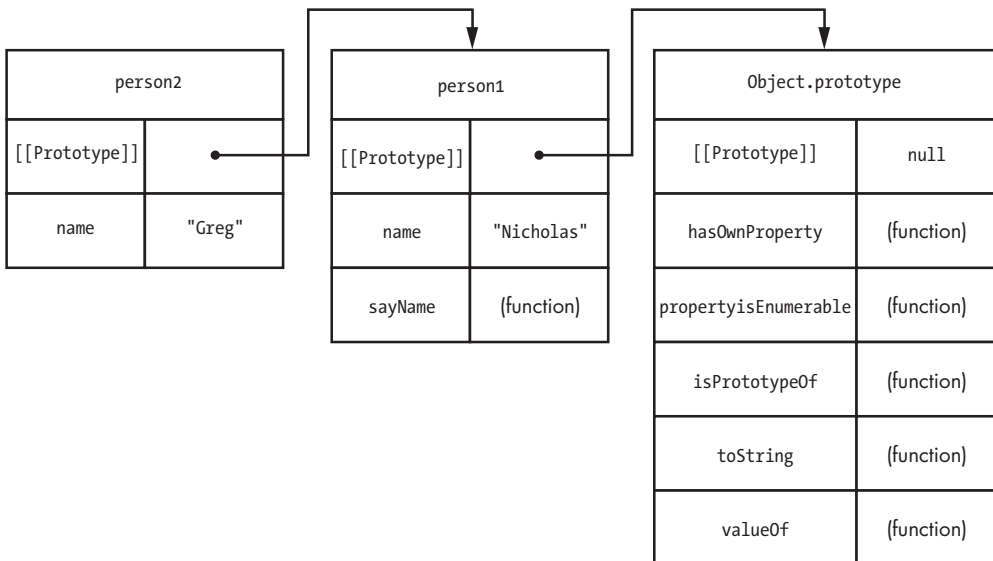 person2
[[Prototype]]
name
"Greg"
person1
[[Prototype]]
name
"Nicholas"
sayName
(function)
Object.prototype
[[Prototype]]
null
hasOwnProperty
(function)
propertyisEnumerable
(function)
isPrototypeOf
(function)
toString
(function)
valueOf
(function)